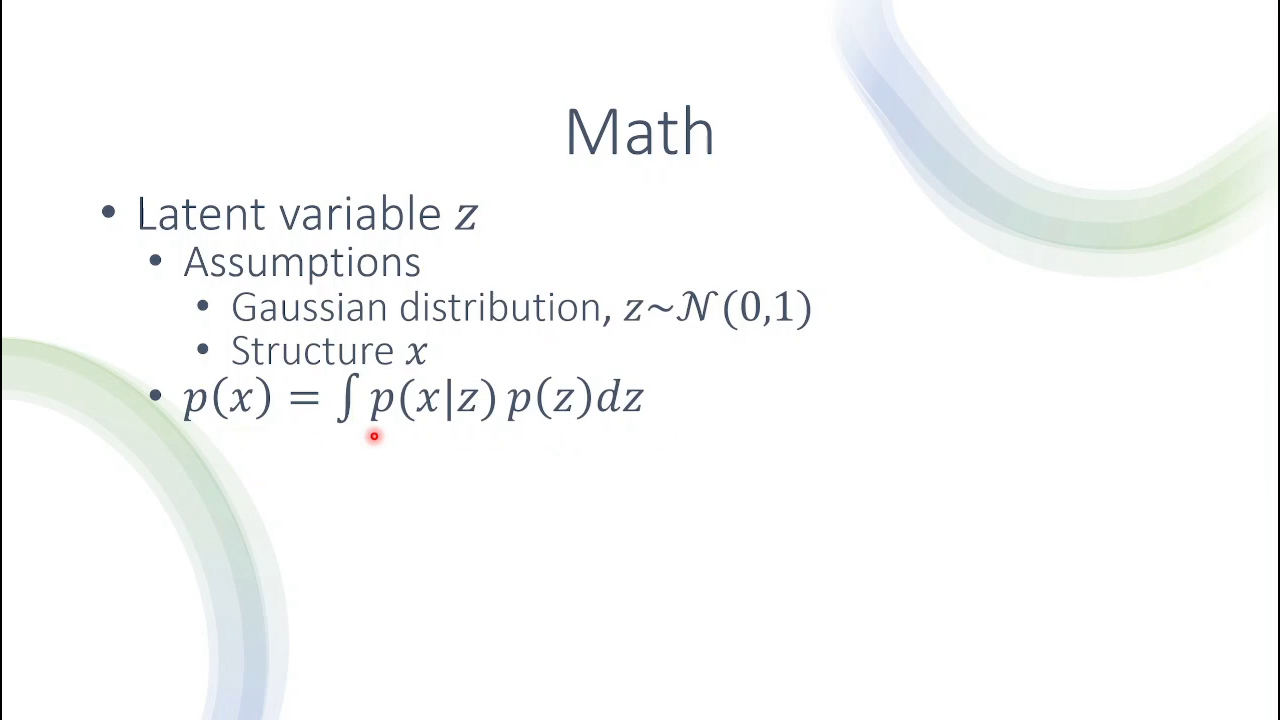 Math
• Latent variable z
• Assumptions
• Gaussian distribution, z~𝒩(0,1)
• Structure x
• p(x) = ∫ p(x|z) p(z)dz